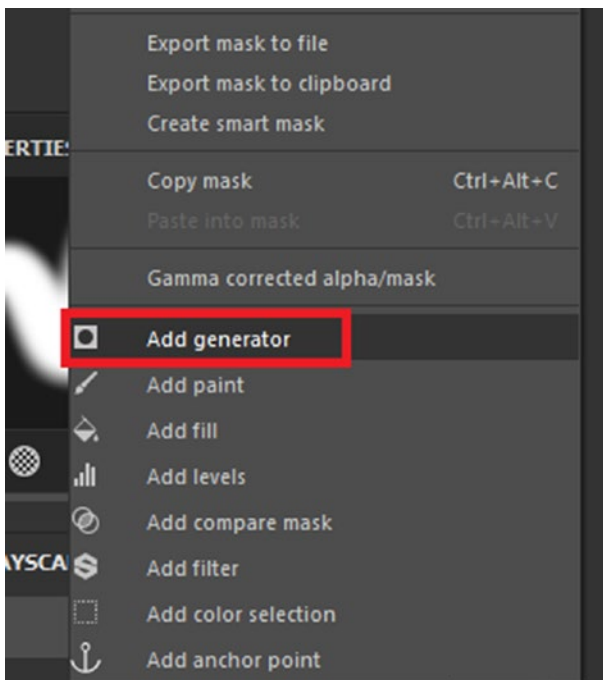 Export mask to file
Export mask to clipboard
Create smart mask
ERTIE
Copy mask Ctrl+Alt+C
Paste into mask Ctrl+Alt+V
Gamma corrected alpha/mask
Add generator
Add paint
Add fill
Add levels
Add compare mask
AYSCA
Add filter
Add color selection
Add anchor point